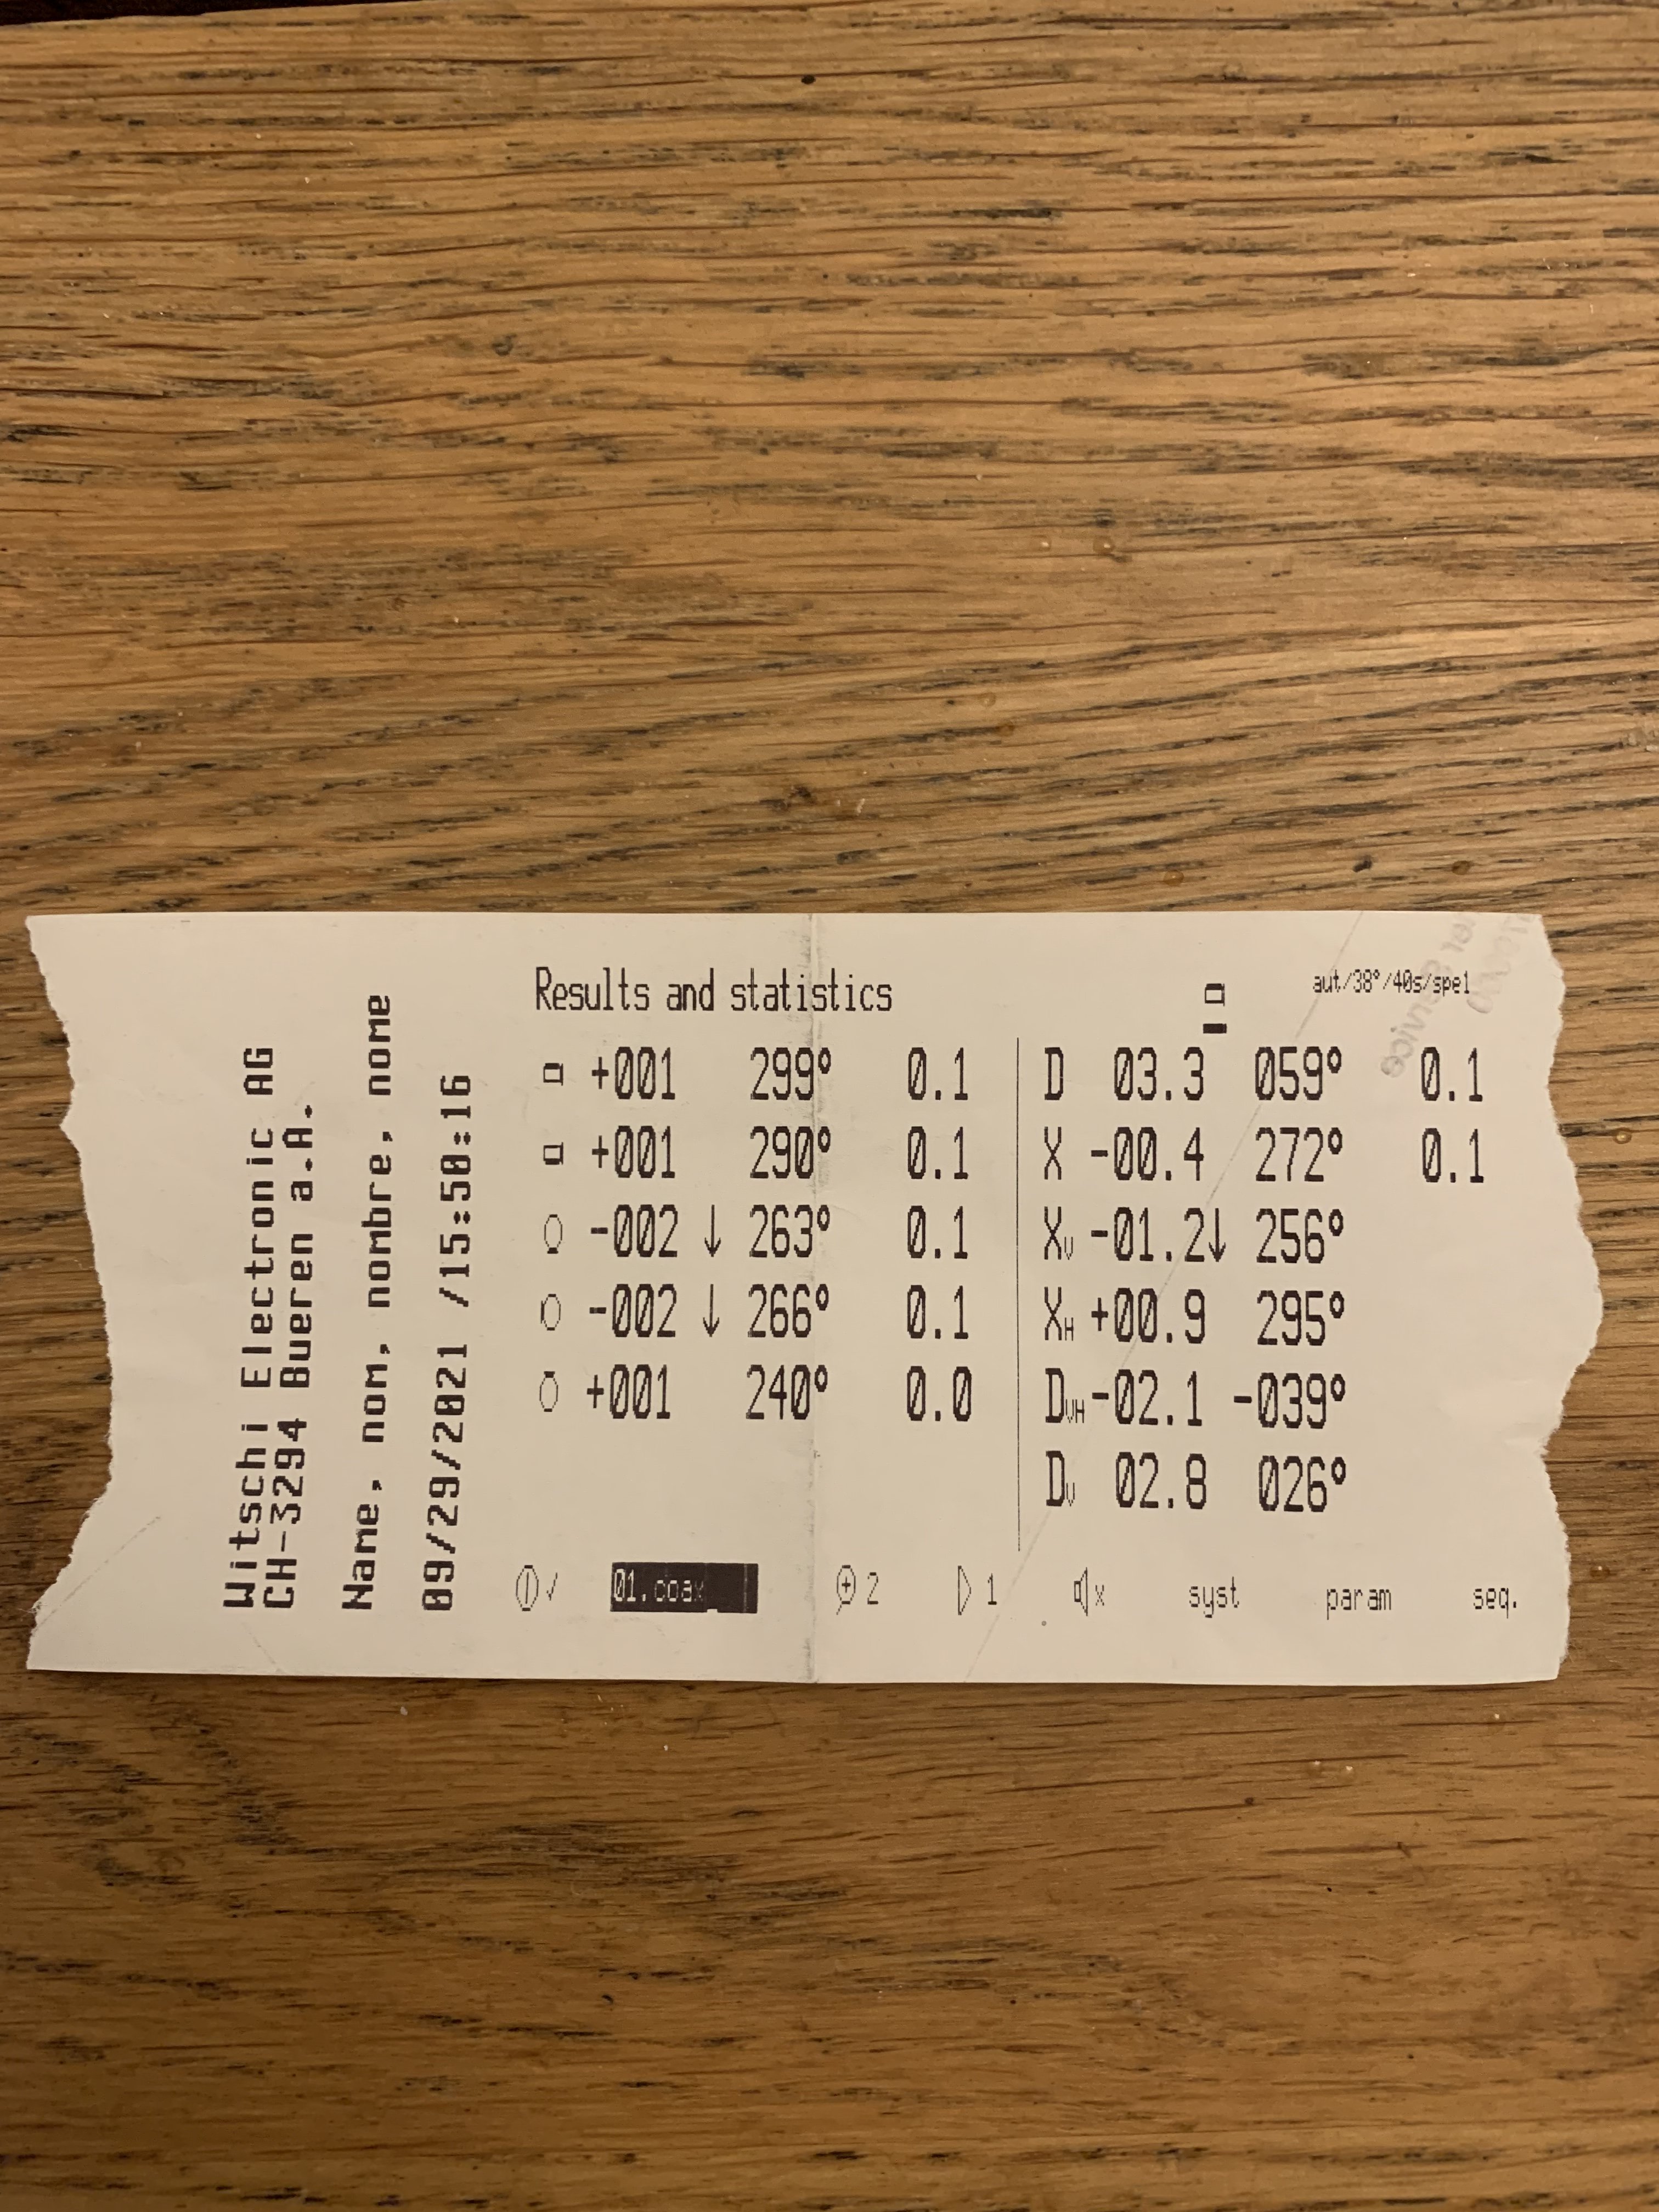 Witschi Electronic AG
CH-3294 Bueren a.A.
Name, nom, nombre, nome
09/29/2021 /15:50:16
Results and statistics
aut/38°/40s/spe1
+001 299° 0.1
+001 290° 0.1
-002 ↓ 263° 0.1
-002 ↓ 266° 0.1
+001 240° 0.0
D 03.3 059° 0.1
X -00.4 272° 0.1
XV -01.2↓ 256°
XH +00.9 295°
DVH -02.1 -039°
DV 02.8 026°
01.coax 2 1 x syst param seq.